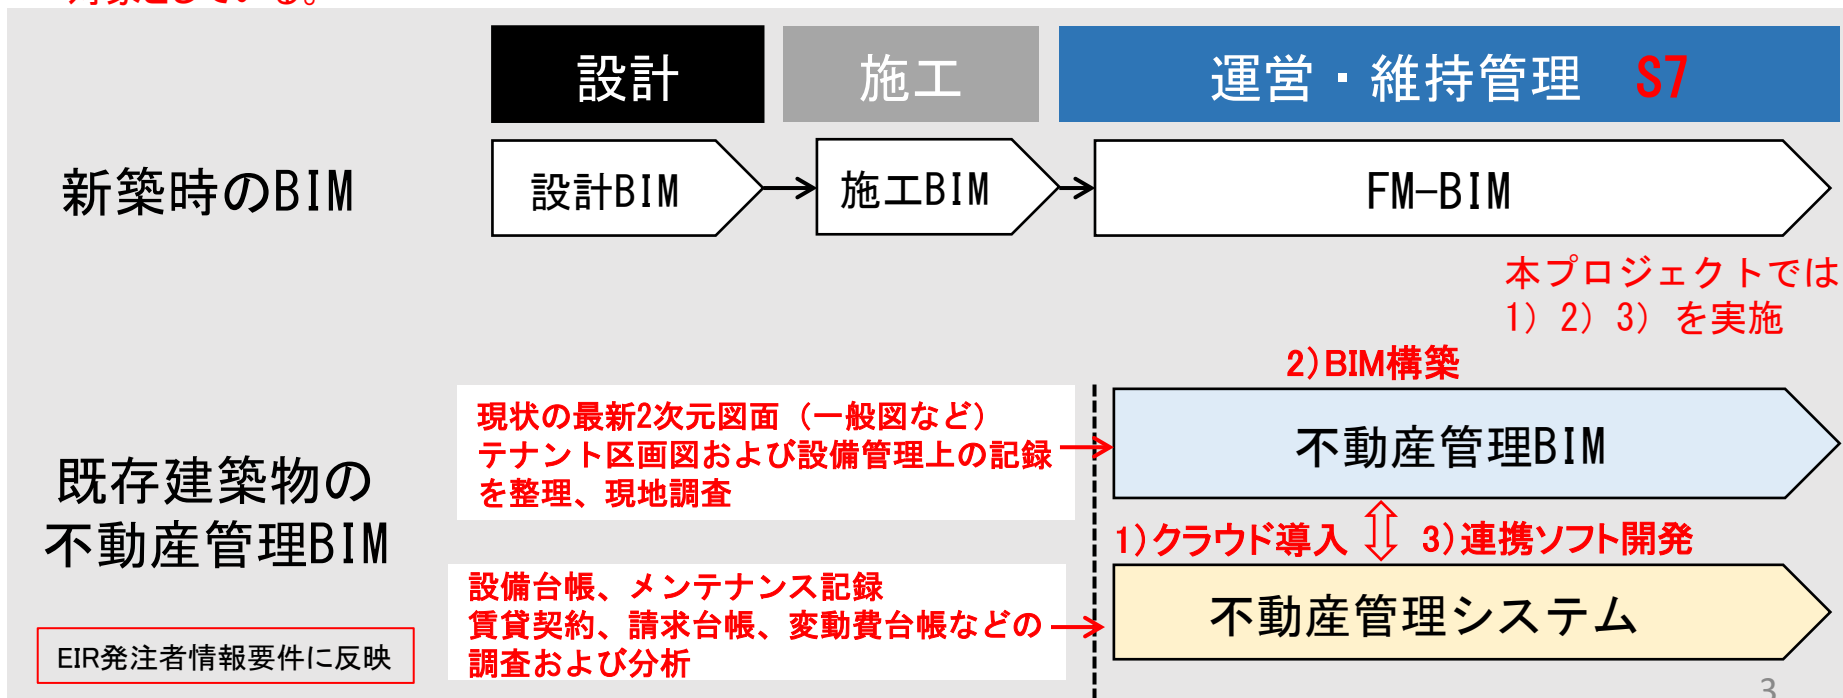 対象としている。
設計
施工
運営・維持管理 S7
新築時のBIM
設計BIM
施工BIM
FM-BIM
本プロジェクトでは
1) 2) 3) を実施
2)BIM構築
現状の最新2次元図面（一般図など）
テナント区画図および設備管理上の記録
を整理、現地調査
不動産管理BIM
既存建築物の
不動産管理BIM
1)クラウド導入
3)連携ソフト開発
設備台帳、メンテナンス記録
賃貸契約、請求台帳、変動費台帳などの
調査および分析
不動産管理システム
EIR発注者情報要件に反映
3